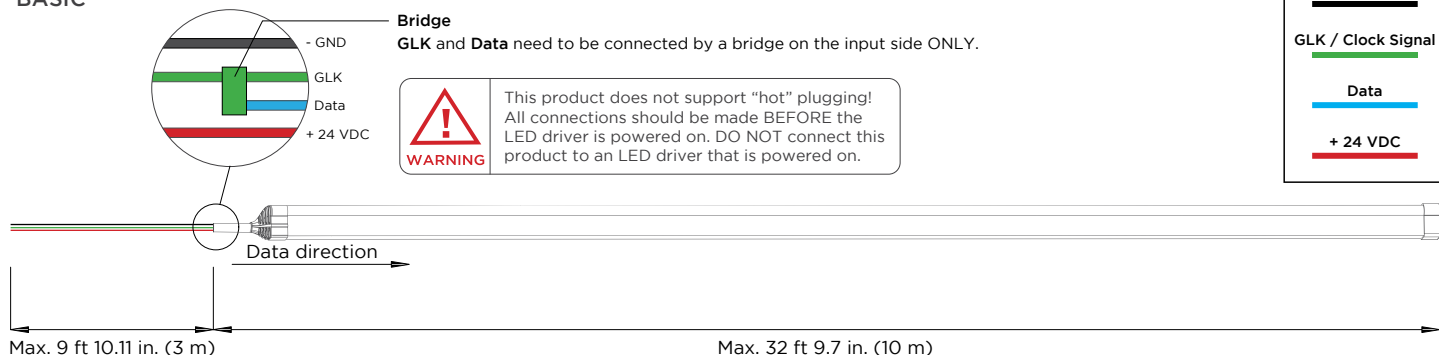 BASIC
Bridge
GLK and Data need to be connected by a bridge on the input side ONLY.
- GND
GLK
Data
+ 24 VDC
WARNING
This product does not support “hot” plugging!
All connections should be made BEFORE the
LED driver is powered on. DO NOT connect this
product to an LED driver that is powered on.
GLK / Clock Signal
Data
+ 24 VDC
Data direction
Max. 9 ft 10.11 in. (3 m)
Max. 32 ft 9.7 in. (10 m)